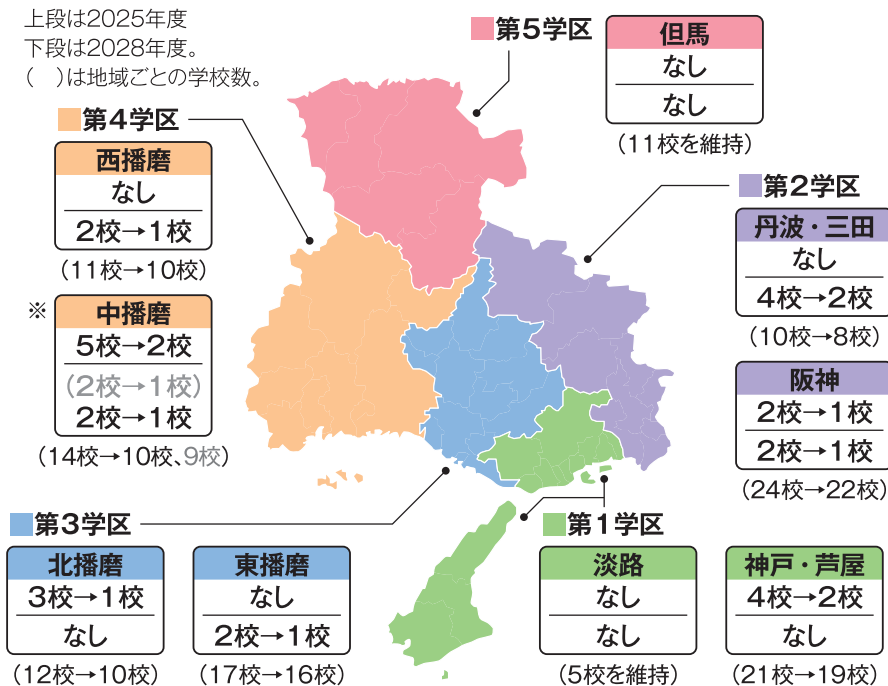 上段は2025年度
下段は2028年度。
(　)は地域ごとの学校数。
第5学区
但馬
なし
なし
(11校を維持)
第4学区
西播磨
なし
2校→1校
(11校→10校)
※
中播磨
5校→2校
(2校→1校)
2校→1校
(14校→10校、9校)
第2学区
丹波・三田
なし
4校→2校
(10校→8校)
阪神
2校→1校
2校→1校
(24校→22校)
第3学区
北播磨
3校→1校
なし
(12校→10校)
東播磨
なし
2校→1校
(17校→16校)
第1学区
淡路
なし
なし
(5校を維持)
神戸・芦屋
4校→2校
なし
(21校→19校)